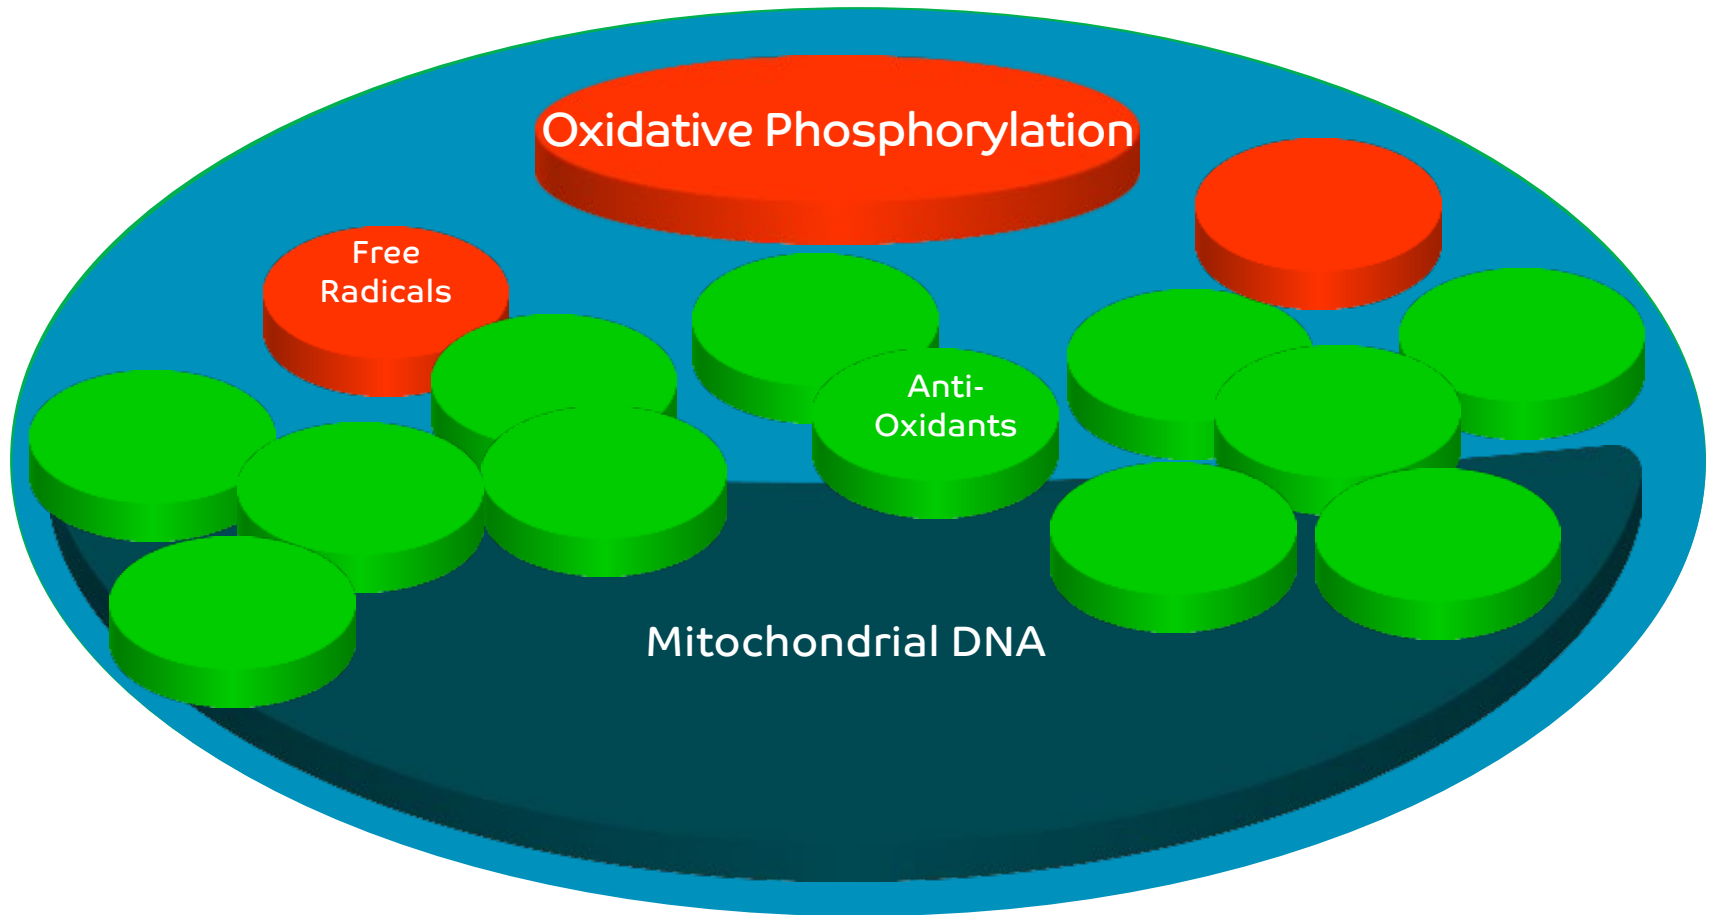 Oxidative Phosphorylation
Free
Radicals
Anti-
Oxidants
Mitochondrial DNA